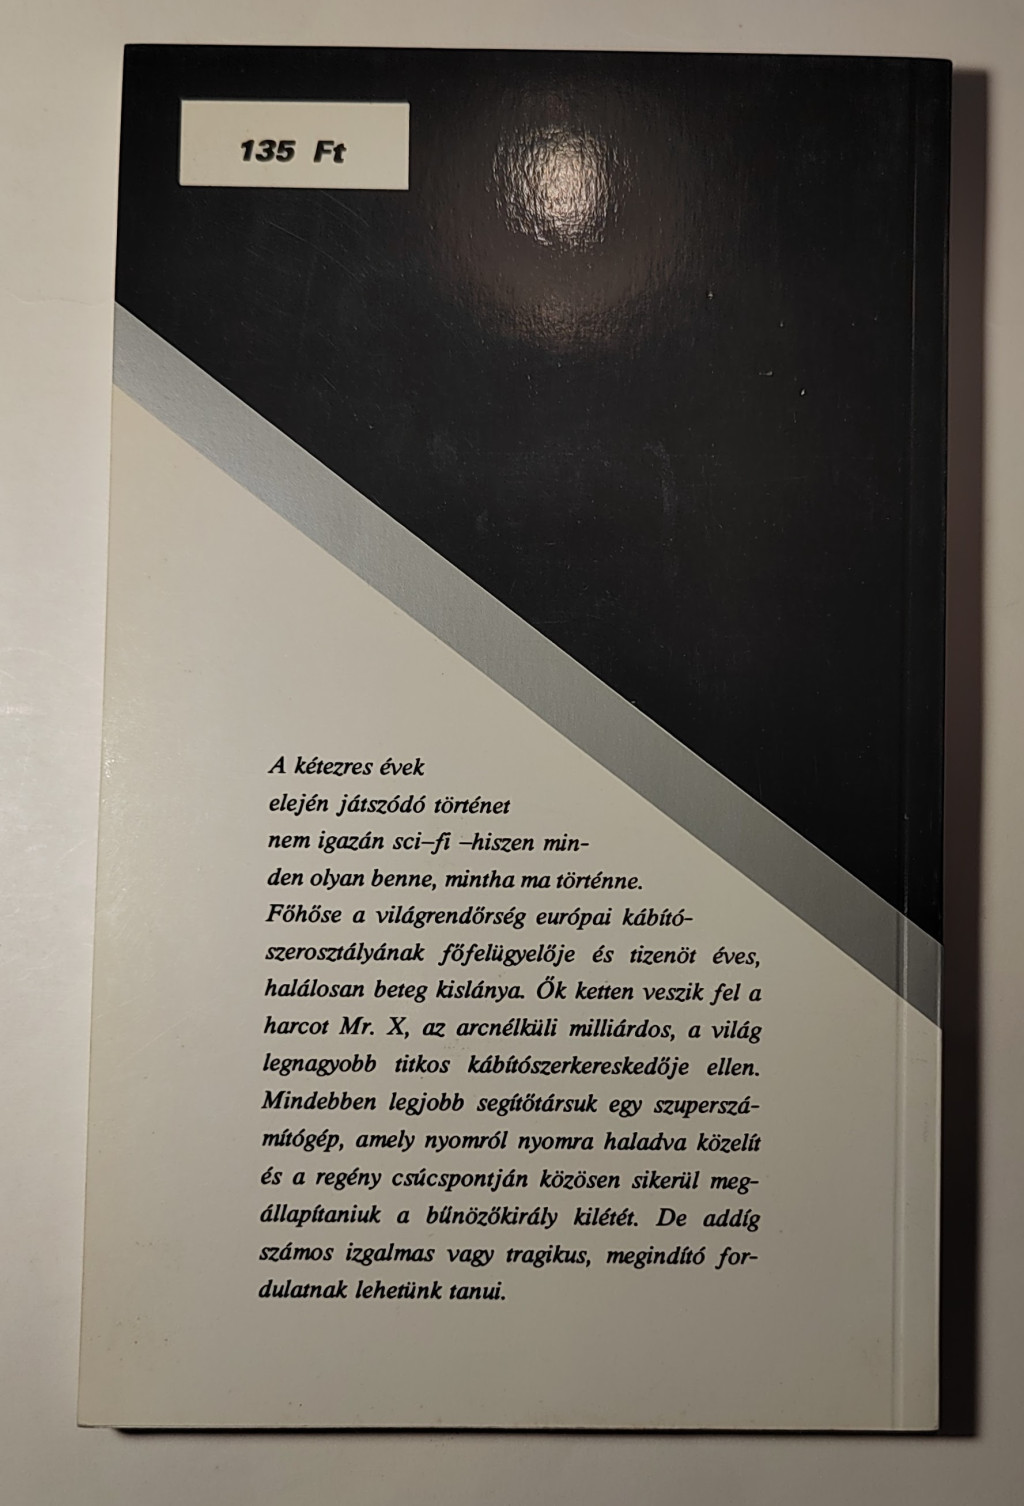 135 Ft
A kétezres évek
elején játszódó történet
nem igazán sci–fi –hiszen min-
den olyan benne, mintha ma történne.
Főhőse a világrendőrség európai kábító-
szerosztályának főfelügyelője és tizenöt éves,
halálosan beteg kislánya. Ők ketten veszik fel a
harcot Mr. X, az arcnélküli milliárdos, a világ
legnagyobb titkos kábítószerkereskedője ellen.
Mindebben legjobb segítőtársuk egy szuperszá-
mítógép, amely nyomról nyomra haladva közelít
és a regény csúcspontján közösen sikerül meg-
állapítaniuk a bűnözőkirály kilétét. De addíg
számos izgalmas vagy tragikus, megindító for-
dulatnak lehetünk tanui.